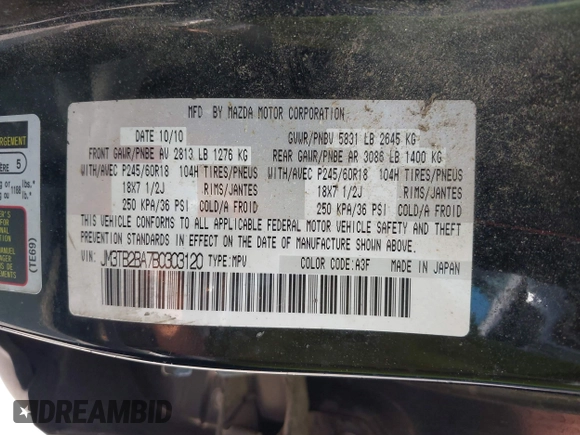 MFD BY MAZDA MOTOR CORPORATION
DATE 10/10 GVWR/PNBV 5831 LB 2645 KG
FRONT GAWR/PNBE AV 2813 LB 1276 KG REAR GAWR/PNBE AR 3086 LB 1400 KG
WITH/AVEC P245/60R18 104H TIRES/PNEUS WITH/AVEC P245/60R18 104H TIRES/PNEUS
18X7 1/2J RIMS/JANTES 18X7 1/2J RIMS/JANTES
250 KPA/36 PSI COLD/A FROID 250 KPA/36 PSI COLD/A FROID
THIS VEHICLE CONFORMS TO ALL APPLICABLE FEDERAL MOTOR VEHICLE SAFETY AND THEFT
PREVENTION STANDARDS IN EFFECT ON THE DATE OF MANUFACTURE SHOWN ABOVE.
VIN: JM3TB2BA7B0303120 TYPE: MPV COLOR CODE: A3F MADE IN JAPAN
5
(TE69)
DREAMBID